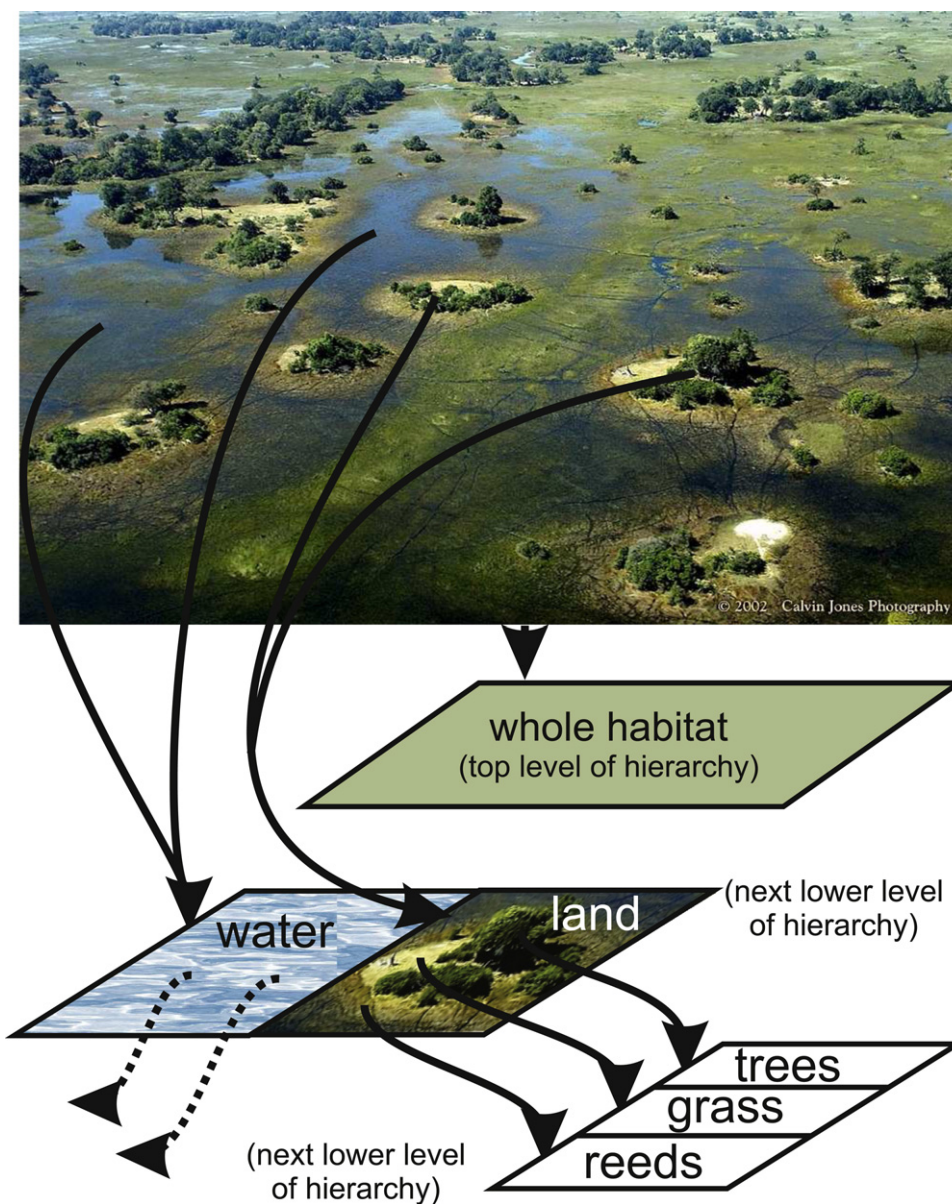 © 2002 Calvin Jones Photography
whole habitat
(top level of hierarchy)
water
land
(next lower level
of hierarchy)
trees
grass
reeds
(next lower level
of hierarchy)